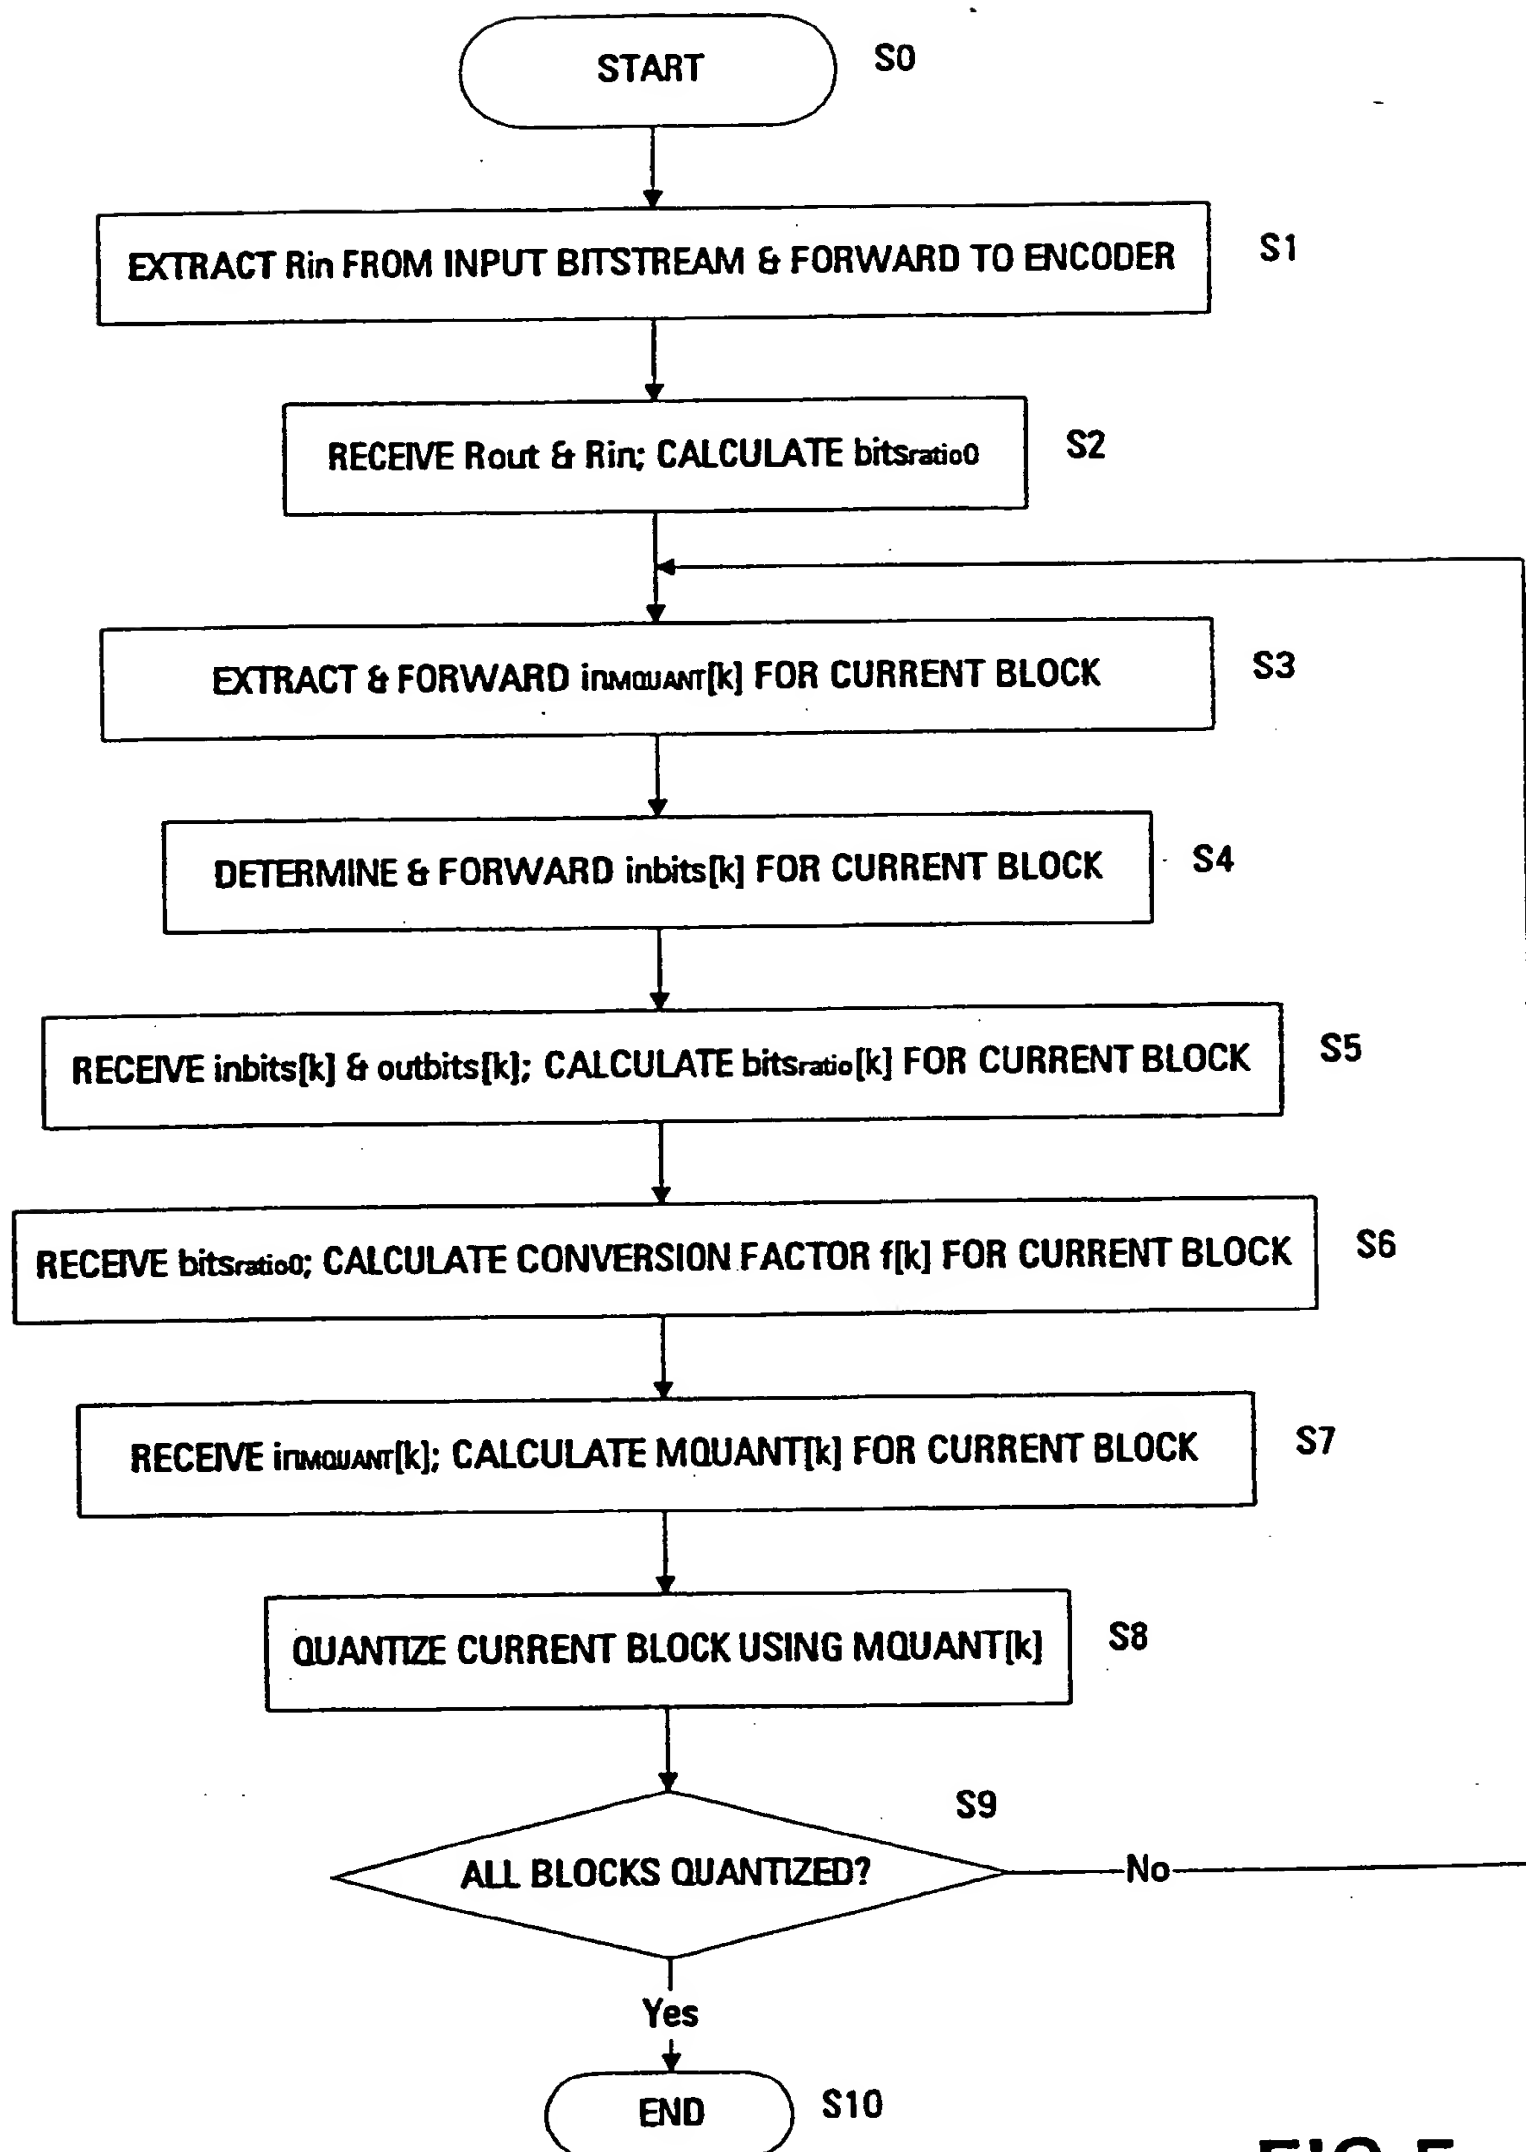 START
S0
EXTRACT Rin FROM INPUT BITSTREAM & FORWARD TO ENCODER
S1
RECEIVE Rout & Rin; CALCULATE bitsratio0
S2
EXTRACT & FORWARD inMQUANT[k] FOR CURRENT BLOCK
S3
DETERMINE & FORWARD inbits[k] FOR CURRENT BLOCK
S4
RECEIVE inbits[k] & outbits[k]; CALCULATE bitsratio[k] FOR CURRENT BLOCK
S5
RECEIVE bitsratio0; CALCULATE CONVERSION FACTOR f[k] FOR CURRENT BLOCK
S6
RECEIVE inMQUANT[k]; CALCULATE MQUANT[k] FOR CURRENT BLOCK
S7
QUANTIZE CURRENT BLOCK USING MQUANT[k]
S8
S9
ALL BLOCKS QUANTIZED?
No
Yes
END
S10